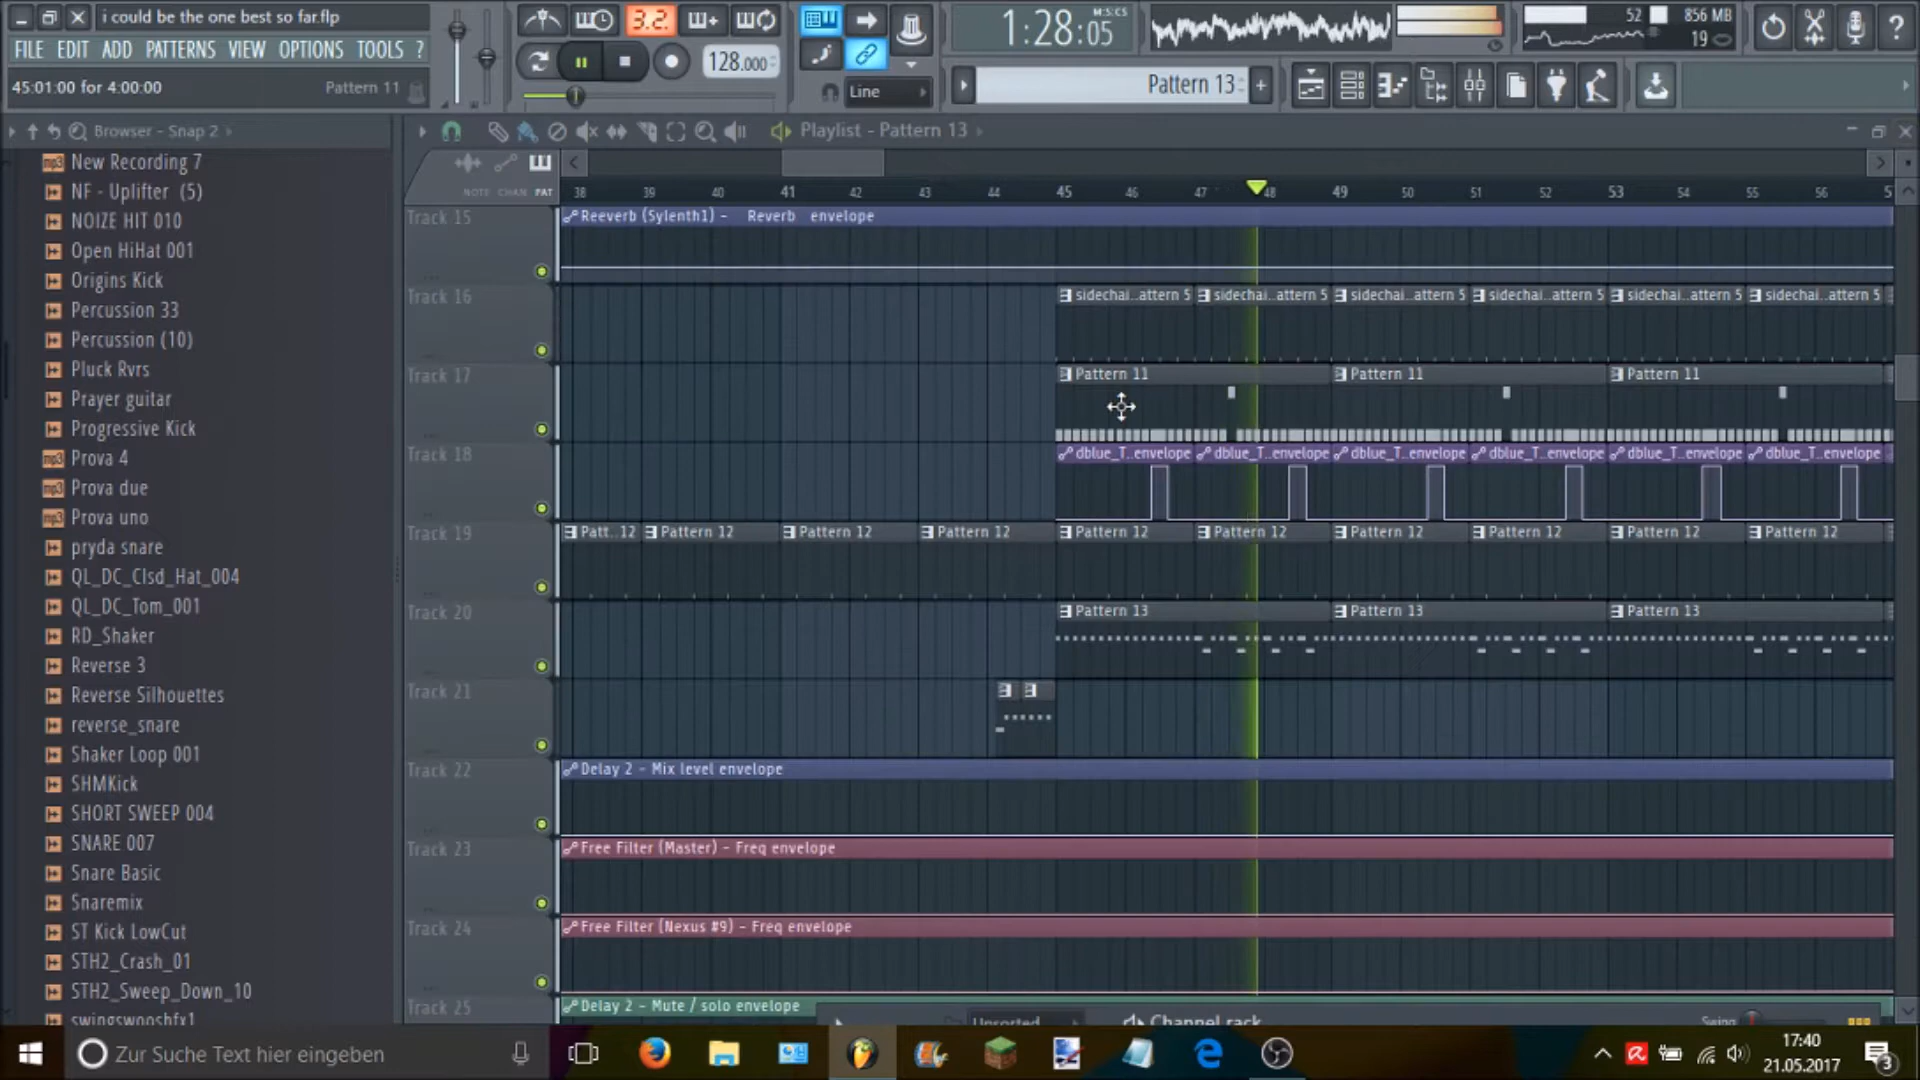 i could be the one best so far.flp
FILE EDIT ADD PATTERNS VIEW OPTIONS TOOLS ?
45:01:00 for 4:00:00 Pattern 11
3.2.
128.000
Line
1:28:05
M:S:CS
52 856 MB
19
Pattern 13
Browser - Snap 2
Playlist - Pattern 13
NOTE CHAN PAT
38 39 40 41 42 43 44 45 46 47 48 49 50 51 52 53 54 55 56 5
New Recording 7
NF - Uplifter (5)
NOIZE HIT 010
Open HiHat 001
Origins Kick
Percussion 33
Percussion (10)
Pluck Rvrs
Prayer guitar
Progressive Kick
Prova 4
Prova due
Prova uno
pryda snare
QL_DC_Clsd_Hat_004
QL_DC_Tom_001
RD_Shaker
Reverse 3
Reverse Silhouettes
reverse_snare
Shaker Loop 001
SHMKick
SHORT SWEEP 004
SNARE 007
Snare Basic
Snaremix
ST Kick LowCut
STH2_Crash_01
STH2_Sweep_Down_10
swingswooshfx1
Track 15 Reeverb (Sylenth1) - Reverb envelope
Track 16 sidechai..attern 5 sidechai..attern 5 sidechai..attern 5 sidechai..attern 5 sidechai..attern 5 sidechai..attern 5
Track 17 Pattern 11 Pattern 11 Pattern 11
Track 18 dblue_T..envelope dblue_T..envelope dblue_T..envelope dblue_T..envelope dblue_T..envelope dblue_T..envelope
Track 19 Patt..12 Pattern 12 Pattern 12 Pattern 12 Pattern 12 Pattern 12 Pattern 12 Pattern 12 Pattern 12 Pattern 12
Track 20 Pattern 13 Pattern 13 Pattern 13
Track 21
Track 22 Delay 2 - Mix level envelope
Track 23 Free Filter (Master) - Freq envelope
Track 24 Free Filter (Nexus #9) - Freq envelope
Track 25 Delay 2 - Mute / solo envelope
Unsorted Channel rack Swing
Zur Suche Text hier eingeben
17:40
21.05.2017
3